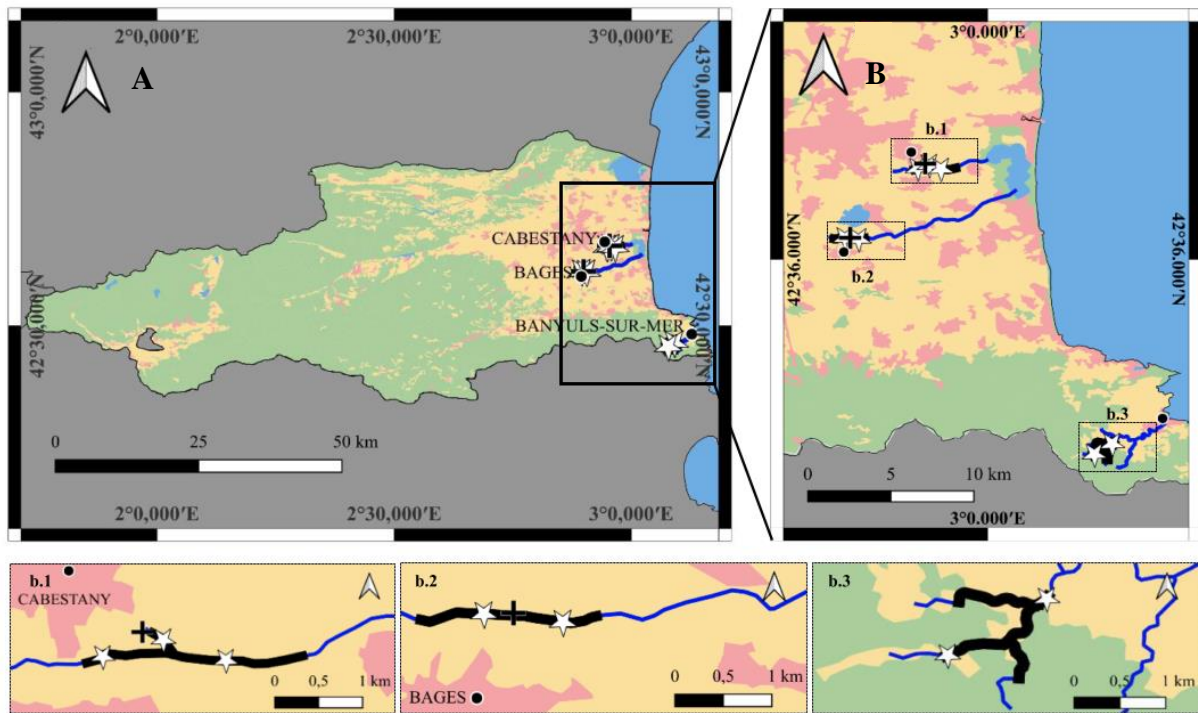 2°0,000′E 2°30,000′E 3°0,000′E
A
43°0,000′N
43°0,000′N
CABESTANY
BAGES
BANYULS-SUR-MER
42°30,000′N
42°30,000′N
0 25 50 km
2°0,000′E 2°30,000′E 3°0,000′E
3°0.000′E
B
b.1
42°36.000′N
42°36.000′N
b.2
b.3
0 5 10 km
3°0.000′E
b.1
CABESTANY
0 0,5 1 km
b.2
BAGES
0 0,5 1 km
b.3
0 0,5 1 km